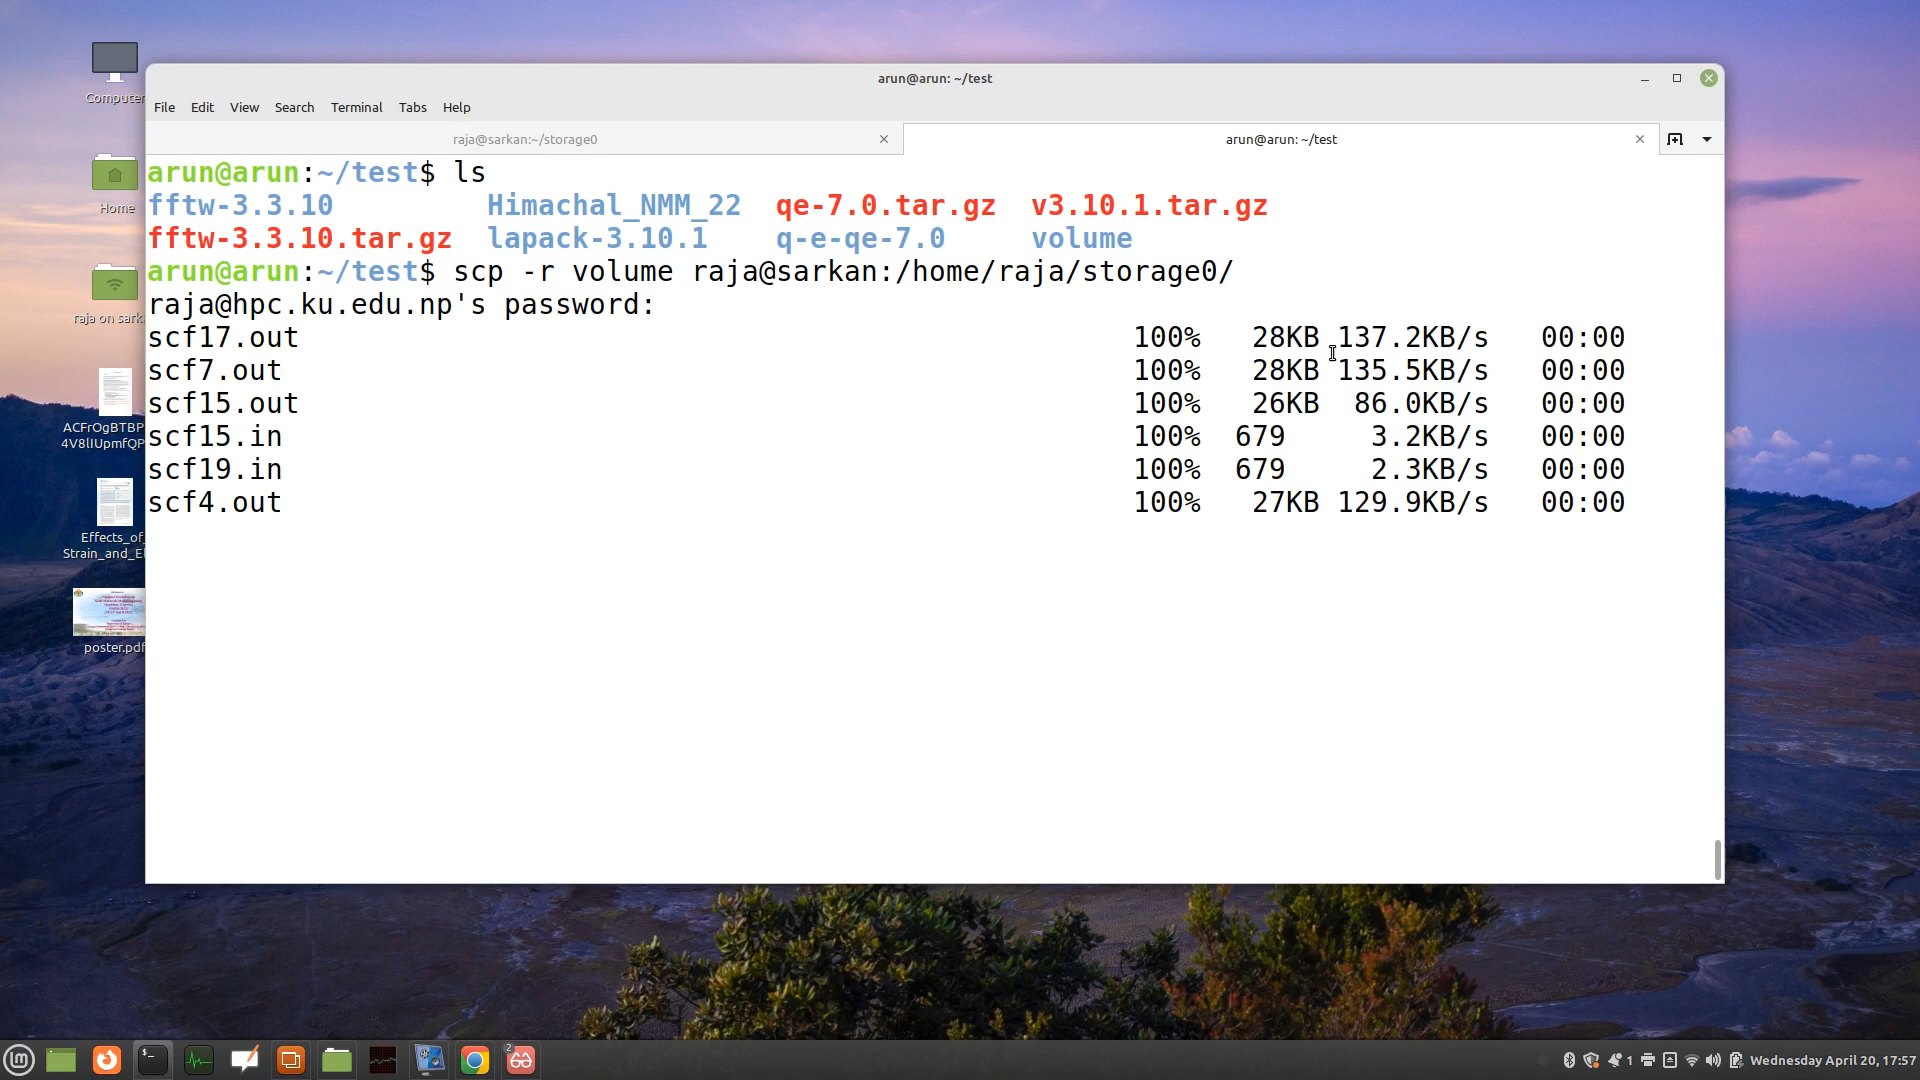 arun@arun: ~/test
File Edit View Search Terminal Tabs Help
raja@sarkan:~/storage0 arun@arun: ~/test
arun@arun:~/test$ ls
fftw-3.3.10 Himachal_NMM_22 qe-7.0.tar.gz v3.10.1.tar.gz
fftw-3.3.10.tar.gz lapack-3.10.1 q-e-qe-7.0 volume
arun@arun:~/test$ scp -r volume raja@sarkan:/home/raja/storage0/
raja@hpc.ku.edu.np's password:
scf17.out 100% 28KB 137.2KB/s 00:00
scf7.out 100% 28KB 135.5KB/s 00:00
scf15.out 100% 26KB 86.0KB/s 00:00
scf15.in 100% 679 3.2KB/s 00:00
scf19.in 100% 679 2.3KB/s 00:00
scf4.out 100% 27KB 129.9KB/s 00:00
Computer
Home
raja on sark
ACFrOgBTBP
4V8lIUpmfQP
Effects_of_
Strain_and_El
poster.pdf
2
1 Wednesday April 20, 17:57